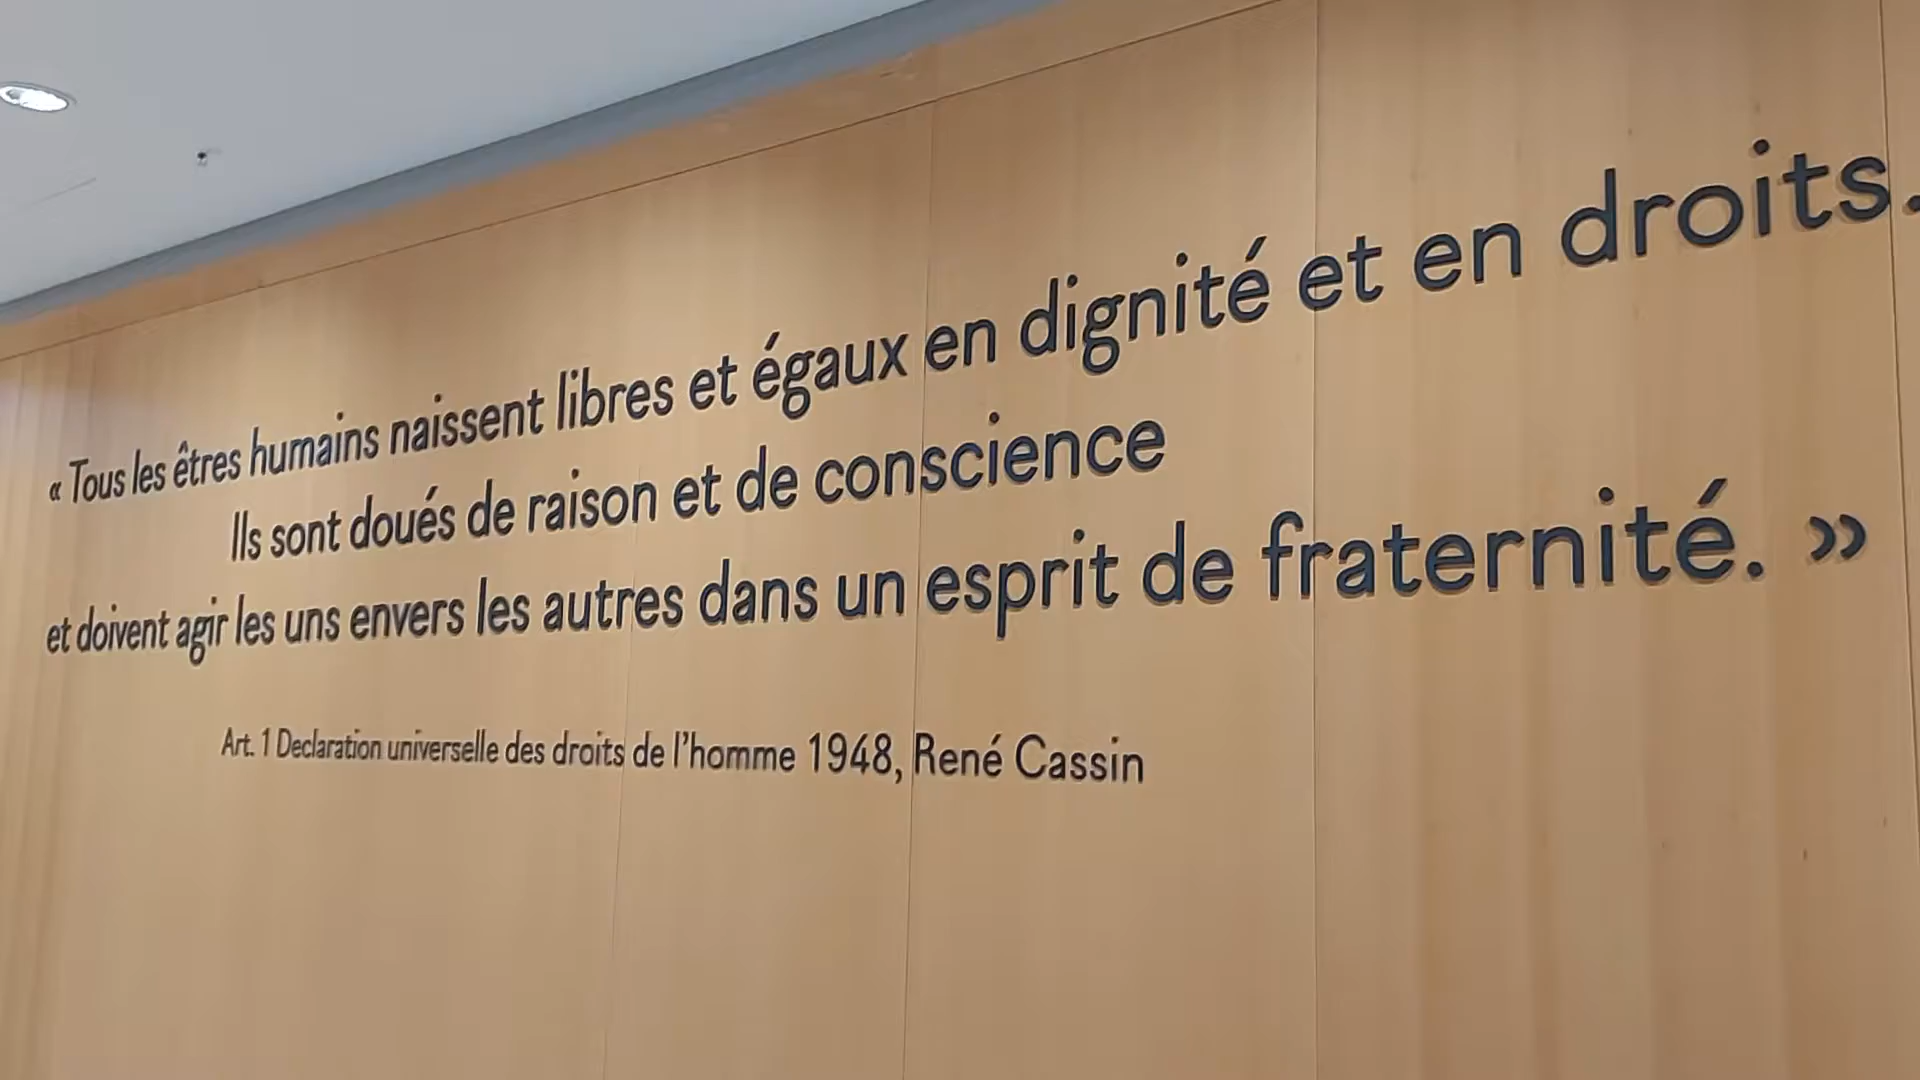 « Tous les êtres humains naissent libres et égaux en dignité et en droits.
Ils sont doués de raison et de conscience
et doivent agir les uns envers les autres dans un esprit de fraternité. »
Art. 1 Declaration universelle des droits de l'homme 1948, René Cassin